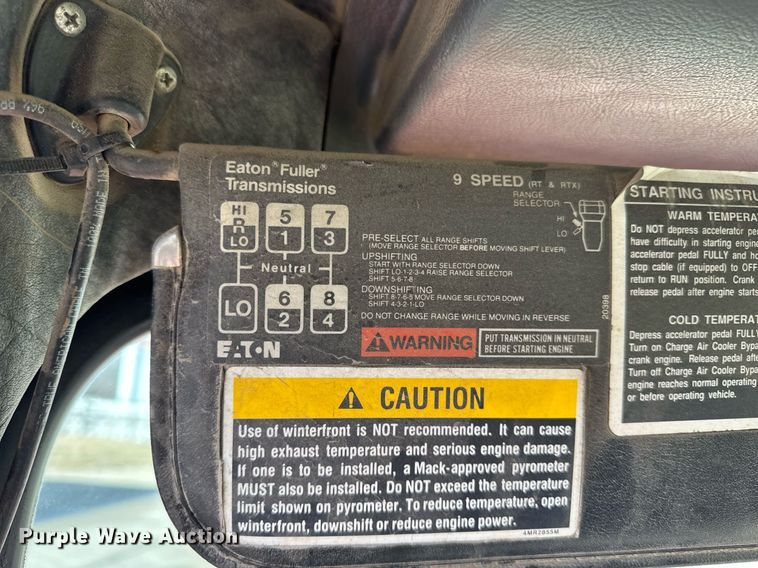 Eaton® Fuller®
Transmissions
9 SPEED (RT & RTX)
RANGE
SELECTOR
HI
LO
HI
R
LO
5
1
7
3
Neutral
LO
6
2
8
4
EATON
PRE-SELECT ALL RANGE SHIFTS
(MOVE RANGE SELECTOR BEFORE MOVING SHIFT LEVER)
UPSHIFTING
START WITH RANGE SELECTOR DOWN
SHIFT LO-1-2-3-4 RAISE RANGE SELECTOR
SHIFT 5-6-7-8
DOWNSHIFTING
SHIFT 8-7-6-5 MOVE RANGE SELECTOR DOWN
SHIFT 4-3-2-1-LO
DO NOT CHANGE RANGE WHILE MOVING IN REVERSE
20398
WARNING
PUT TRANSMISSION IN NEUTRAL
BEFORE STARTING ENGINE
CAUTION
Use of winterfront is NOT recommended. It can cause
high exhaust temperature and serious engine damage.
If one is to be installed, a Mack-approved pyrometer
MUST also be installed. Do NOT exceed the temperature
limit shown on pyrometer. To reduce temperature, open
winterfront, downshift or reduce engine power.
4MR2855M
STARTING INSTRU
WARM TEMPERA
Do NOT depress accelerator pe
have difficulty in starting engine
accelerator pedal FULLY and ho
stop cable (if equipped) to OFF
return to RUN position. Crank
release pedal after engine starts
COLD TEMPERAT
Depress accelerator pedal FULL
Turn on Charge Air Cooler Bypa
crank engine. Release pedal afte
Turn off Charge Air Cooler Bypa
engine reaches normal operating
or before operating vehicle.
Purple Wave Auction